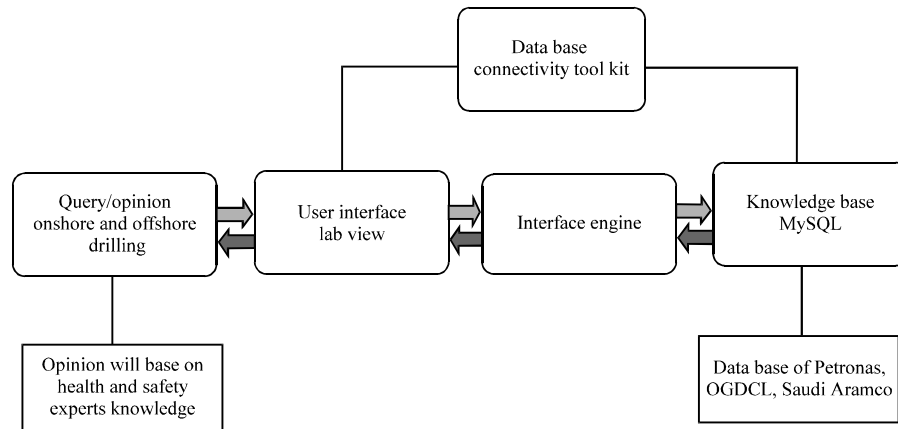 Data base
connectivity tool kit
Query/opinion
onshore and offshore
drilling
User interface
lab view
Interface engine
Knowledge base
MySQL
Opinion will base on
health and safety
experts knowledge
Data base of Petronas,
OGDCL, Saudi Aramco